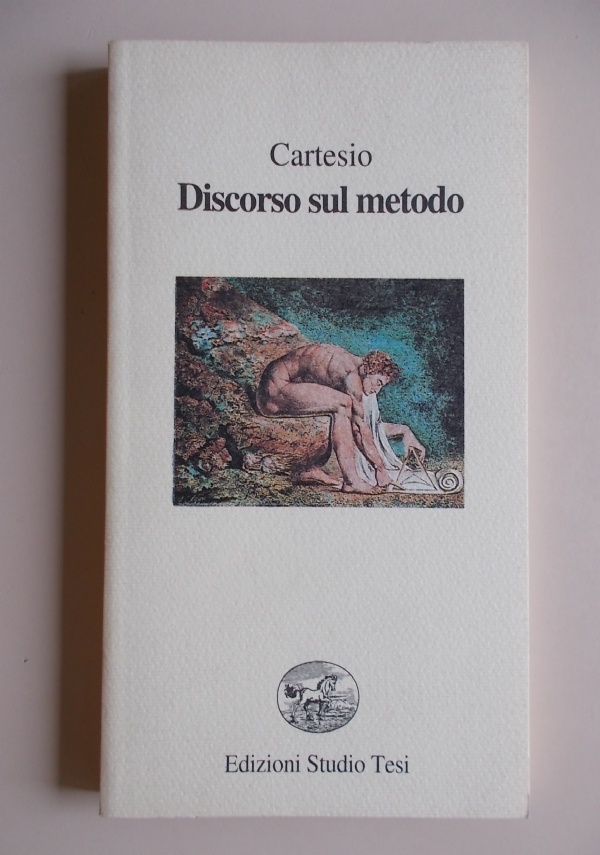 Cartesio
Discorso sul metodo
Edizioni Studio Tesi